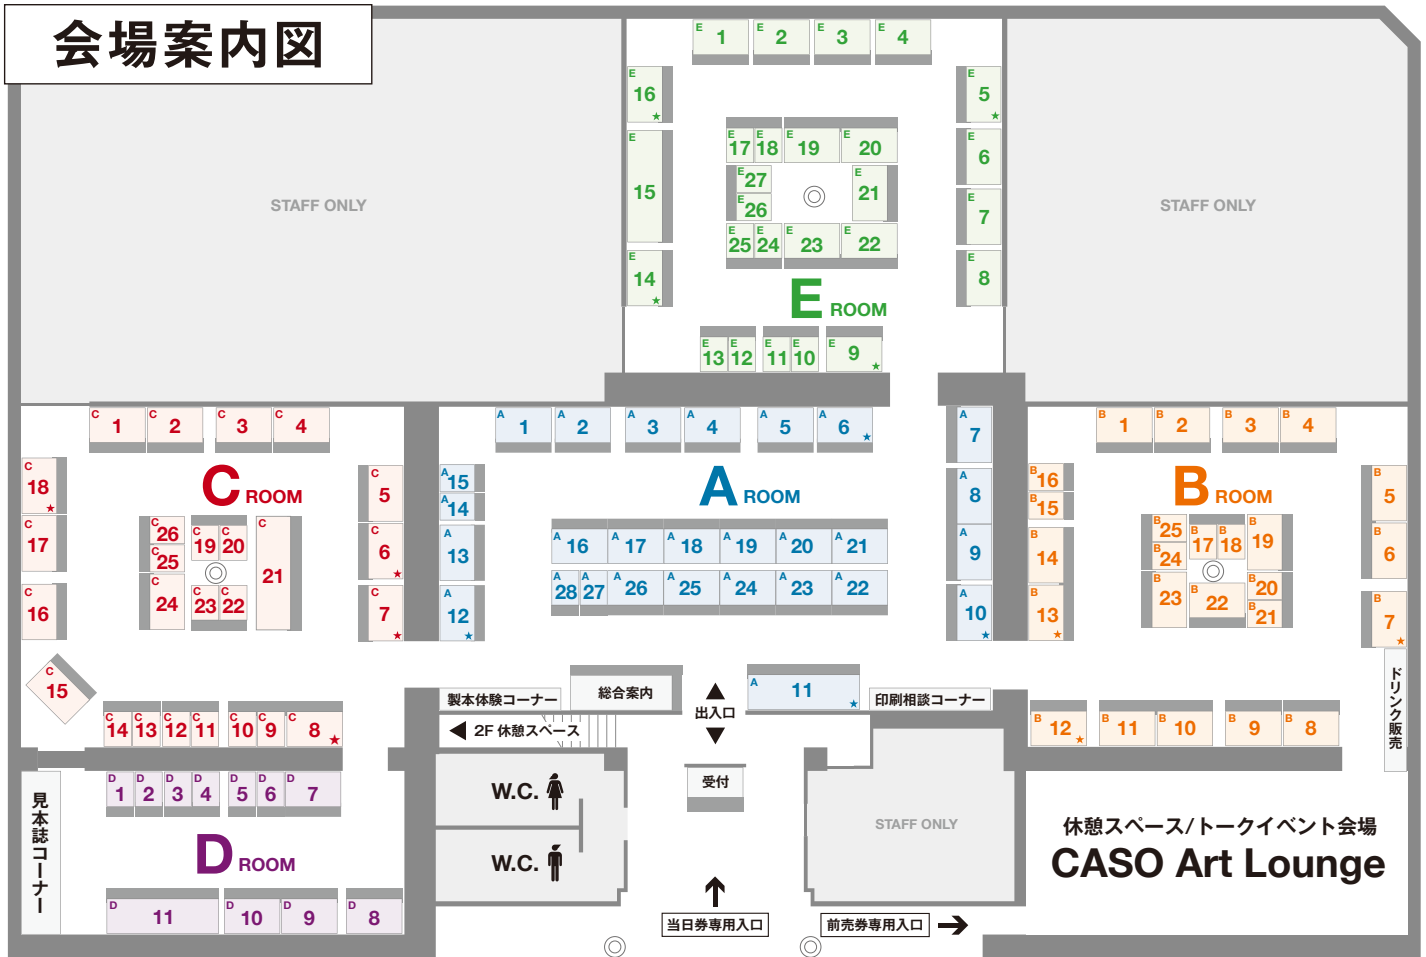 会場案内図
STAFF ONLY
STAFF ONLY
E 1
E 2
E 3
E 4
E 16 ★
E 15
E 14 ★
E 5 ★
E 6
E 7
E 8
E 17
E 18
E 19
E 20
E 27
E 26
E 21
E 25
E 24
E 23
E 22
E ROOM
E 13
E 12
E 11
E 10
E 9 ★
C 1
C 2
C 3
C 4
C 18 ★
C 17
C 16
C 15
C ROOM
C 5
C 6 ★
C 7 ★
C 26
C 25
C 24
C 19
C 20
C 23
C 22
C 21
C 14
C 13
C 12
C 11
C 10
C 9
C 8 ★
A 1
A 2
A 3
A 4
A 5
A 6 ★
A 7
A 8
A 9
A 10 ★
A 15
A 14
A 13
A 12 ★
A ROOM
A 16
A 17
A 18
A 19
A 20
A 21
A 28
A 27
A 26
A 25
A 24
A 23
A 22
A 11 ★
B 1
B 2
B 3
B 4
B 16
B 15
B 14
B 13 ★
B ROOM
B 5
B 6
B 7 ★
B 25
B 24
B 23
B 17
B 18
B 19
B 22
B 20
B 21
B 12 ★
B 11
B 10
B 9
B 8
ドリンク販売
製本体験コーナー
総合案内
出入口
印刷相談コーナー
2F 休憩スペース
受付
W.C.
W.C.
STAFF ONLY
D 1
D 2
D 3
D 4
D 5
D 6
D 7
D ROOM
D 11
D 10
D 9
D 8
見本誌コーナー
休憩スペース/トークイベント会場
CASO Art Lounge
当日券専用入口
前売券専用入口